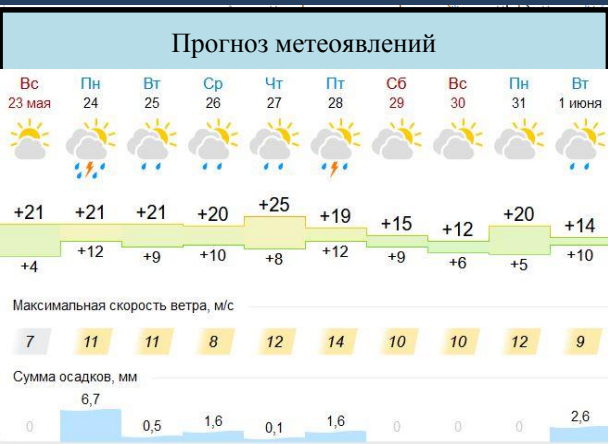 Прогноз метеоявлений
Вс Пн Вт Ср Чт Пт Сб Вс Пн Вт
23 мая 24 25 26 27 28 29 30 31 1 июня
+21 +21 +21 +20 +25 +19 +15 +12 +20 +14
+4 +12 +9 +10 +8 +12 +9 +6 +5 +10
Максимальная скорость ветра, м/с
7 11 11 8 12 14 10 10 12 9
Сумма осадков, мм
0 6,7 0,5 1,6 0,1 1,6 0 0 0 2,6